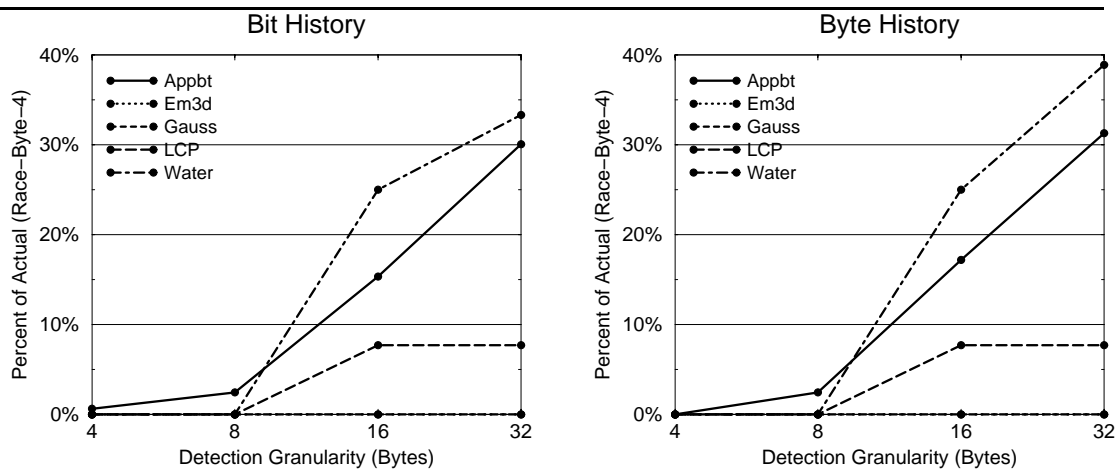 Bit History
Percent of Actual (Race–Byte–4)
40%
30%
20%
10%
0%
Appbt
Em3d
Gauss
LCP
Water
4 8 16 32
Detection Granularity (Bytes)
Byte History
Percent of Actual (Race–Byte–4)
40%
30%
20%
10%
0%
Appbt
Em3d
Gauss
LCP
Water
4 8 16 32
Detection Granularity (Bytes)